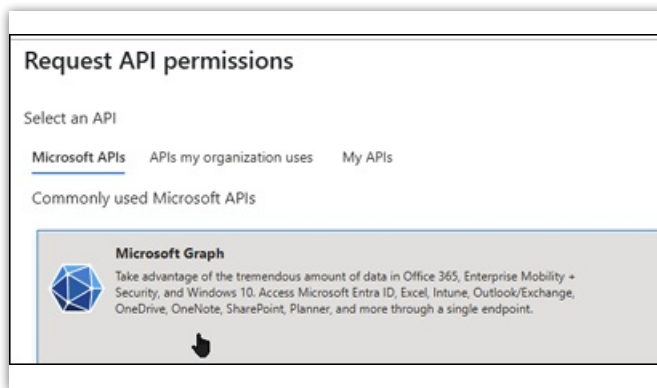 Request API permissions
Select an API
Microsoft APIs APIs my organization uses My APIs
Commonly used Microsoft APIs
Microsoft Graph
Take advantage of the tremendous amount of data in Office 365, Enterprise Mobility +
Security, and Windows 10. Access Microsoft Entra ID, Excel, Intune, Outlook/Exchange,
OneDrive, OneNote, SharePoint, Planner, and more through a single endpoint.